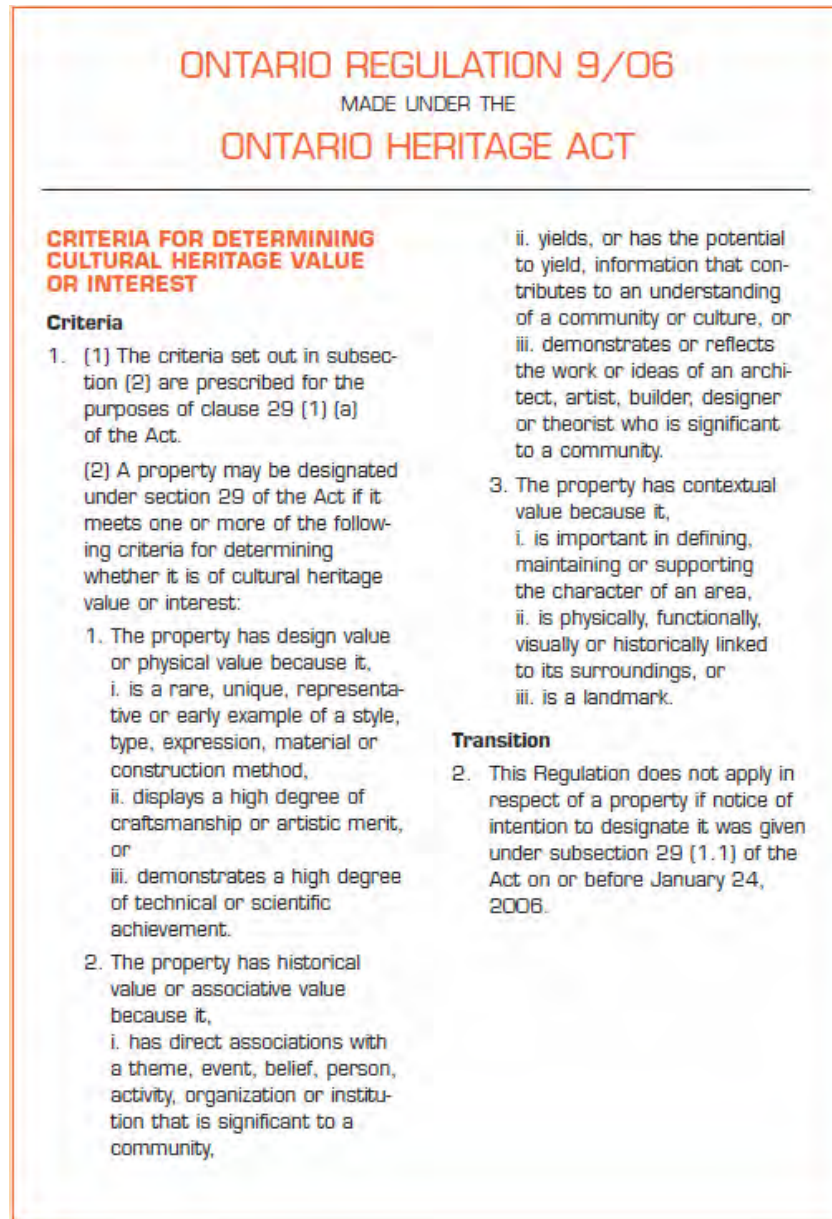 ONTARIO REGULATION 9/06
MADE UNDER THE
ONTARIO HERITAGE ACT
CRITERIA FOR DETERMINING
CULTURAL HERITAGE VALUE
OR INTEREST
Criteria
1. (1) The criteria set out in subsec-
tion (2) are prescribed for the
purposes of clause 29 (1) (a)
of the Act.
(2) A property may be designated
under section 29 of the Act if it
meets one or more of the follow-
ing criteria for determining
whether it is of cultural heritage
value or interest:
1. The property has design value
or physical value because it,
i. is a rare, unique, representa-
tive or early example of a style,
type, expression, material or
construction method,
ii. displays a high degree of
craftsmanship or artistic merit,
or
iii. demonstrates a high degree
of technical or scientific
achievement.
2. The property has historical
value or associative value
because it,
i. has direct associations with
a theme, event, belief, person,
activity, organization or institu-
tion that is significant to a
community,
ii. yields, or has the potential
to yield, information that con-
tributes to an understanding
of a community or culture, or
iii. demonstrates or reflects
the work or ideas of an archi-
tect, artist, builder, designer
or theorist who is significant
to a community.
3. The property has contextual
value because it,
i. is important in defining,
maintaining or supporting
the character of an area,
ii. is physically, functionally,
visually or historically linked
to its surroundings, or
iii. is a landmark.
Transition
2. This Regulation does not apply in
respect of a property if notice of
intention to designate it was given
under subsection 29 (1.1) of the
Act on or before January 24,
2006.